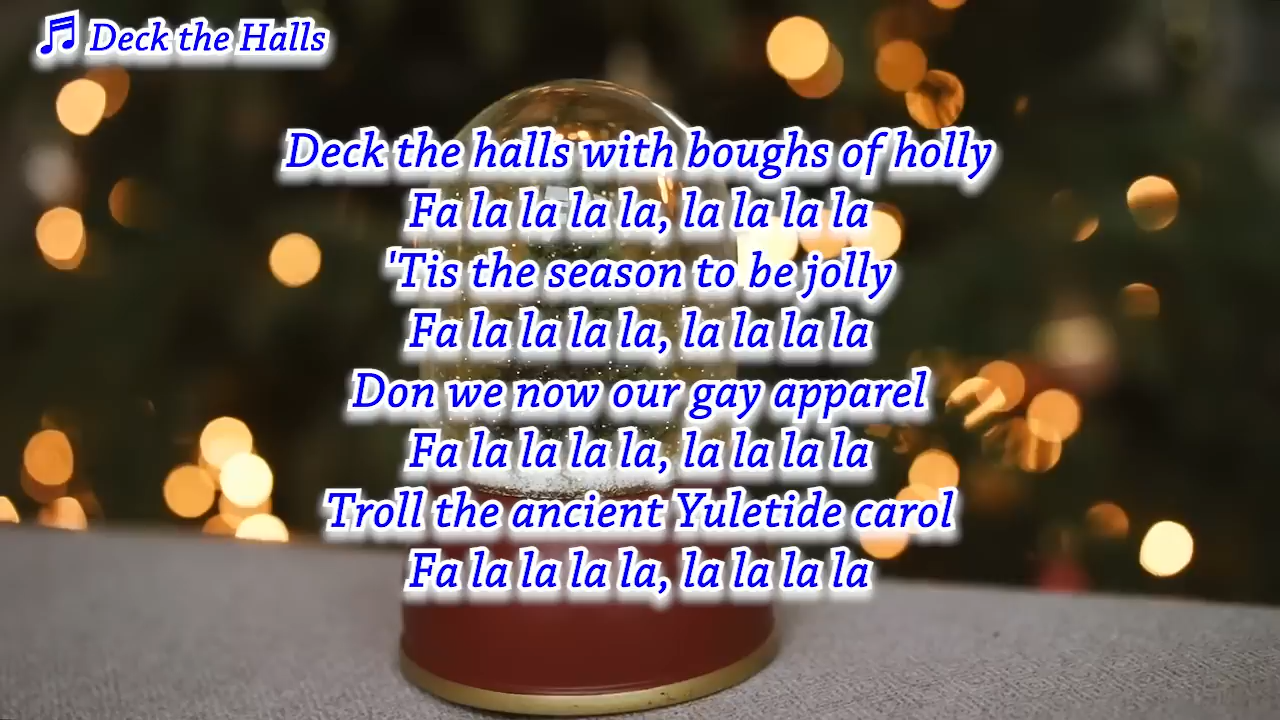 🎵 Deck the Halls
Deck the halls with boughs of holly
Fa la la la la, la la la la
'Tis the season to be jolly
Fa la la la la, la la la la
Don we now our gay apparel
Fa la la la la, la la la la
Troll the ancient Yuletide carol
Fa la la la la, la la la la